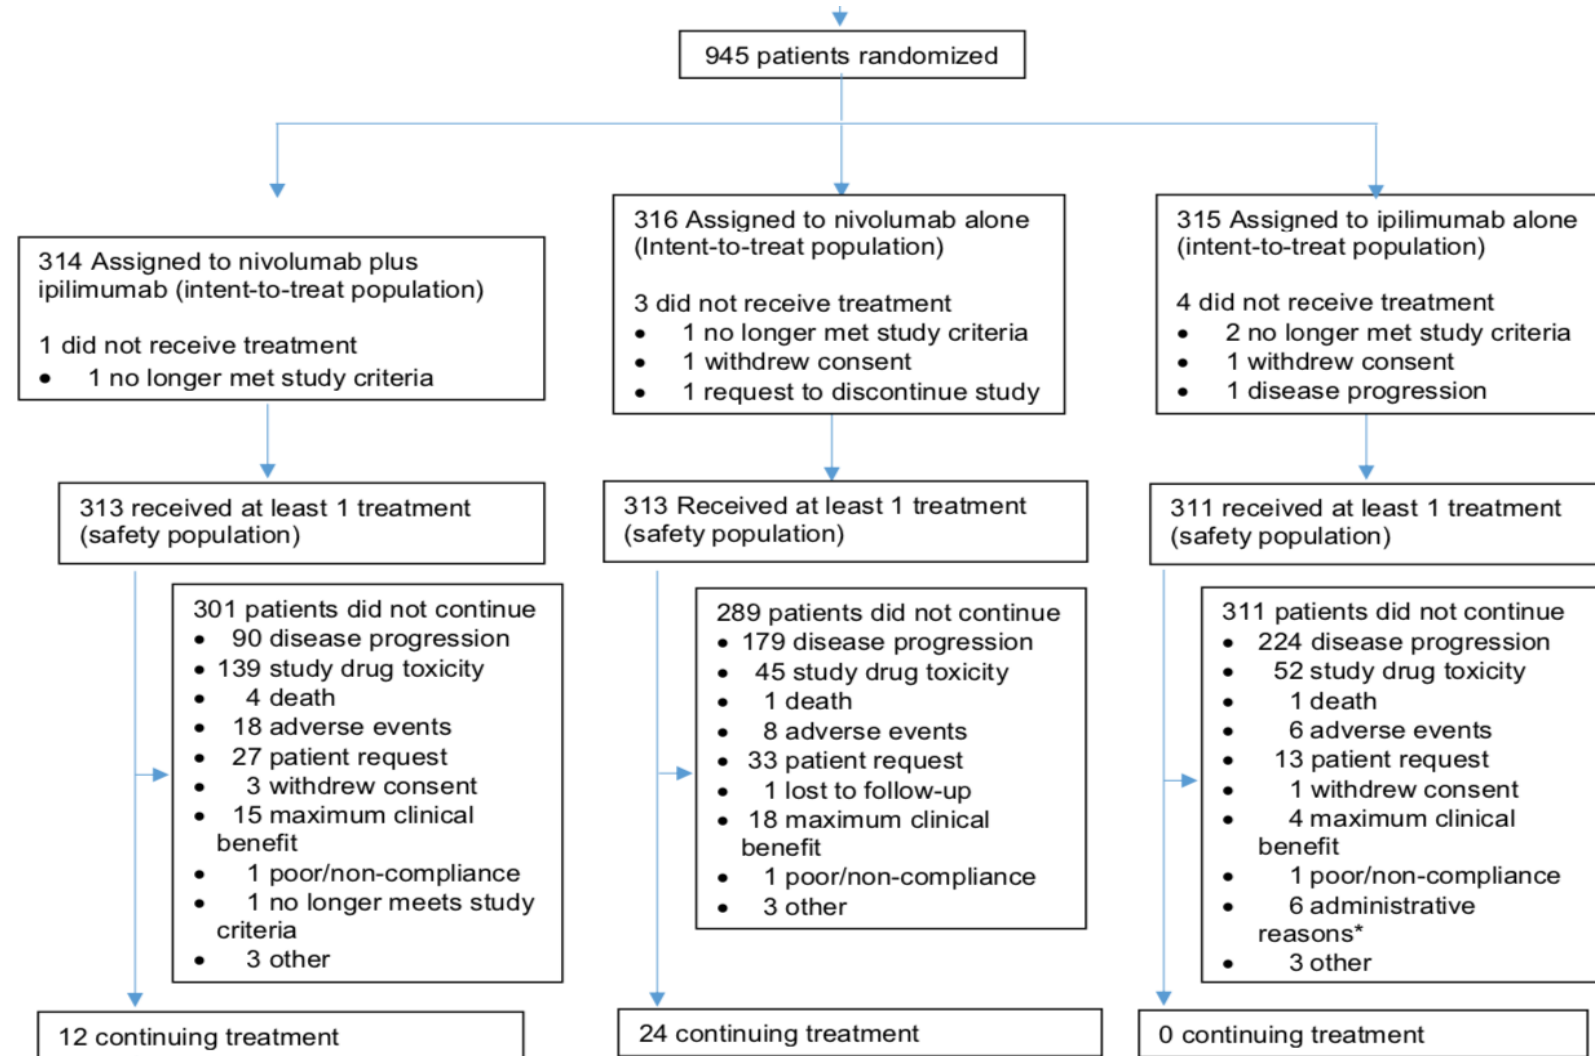 945 patients randomized
314 Assigned to nivolumab plus
ipilimumab (intent-to-treat population)
1 did not receive treatment
• 1 no longer met study criteria
316 Assigned to nivolumab alone
(Intent-to-treat population)
3 did not receive treatment
• 1 no longer met study criteria
• 1 withdrew consent
• 1 request to discontinue study
315 Assigned to ipilimumab alone
(intent-to-treat population)
4 did not receive treatment
• 2 no longer met study criteria
• 1 withdrew consent
• 1 disease progression
313 received at least 1 treatment
(safety population)
313 Received at least 1 treatment
(safety population)
311 received at least 1 treatment
(safety population)
301 patients did not continue
• 90 disease progression
• 139 study drug toxicity
• 4 death
• 18 adverse events
• 27 patient request
• 3 withdrew consent
• 15 maximum clinical
benefit
• 1 poor/non-compliance
• 1 no longer meets study
criteria
• 3 other
289 patients did not continue
• 179 disease progression
• 45 study drug toxicity
• 1 death
• 8 adverse events
• 33 patient request
• 1 lost to follow-up
• 18 maximum clinical
benefit
• 1 poor/non-compliance
• 3 other
311 patients did not continue
• 224 disease progression
• 52 study drug toxicity
• 1 death
• 6 adverse events
• 13 patient request
• 1 withdrew consent
• 4 maximum clinical
benefit
• 1 poor/non-compliance
• 6 administrative
reasons*
• 3 other
12 continuing treatment
24 continuing treatment
0 continuing treatment